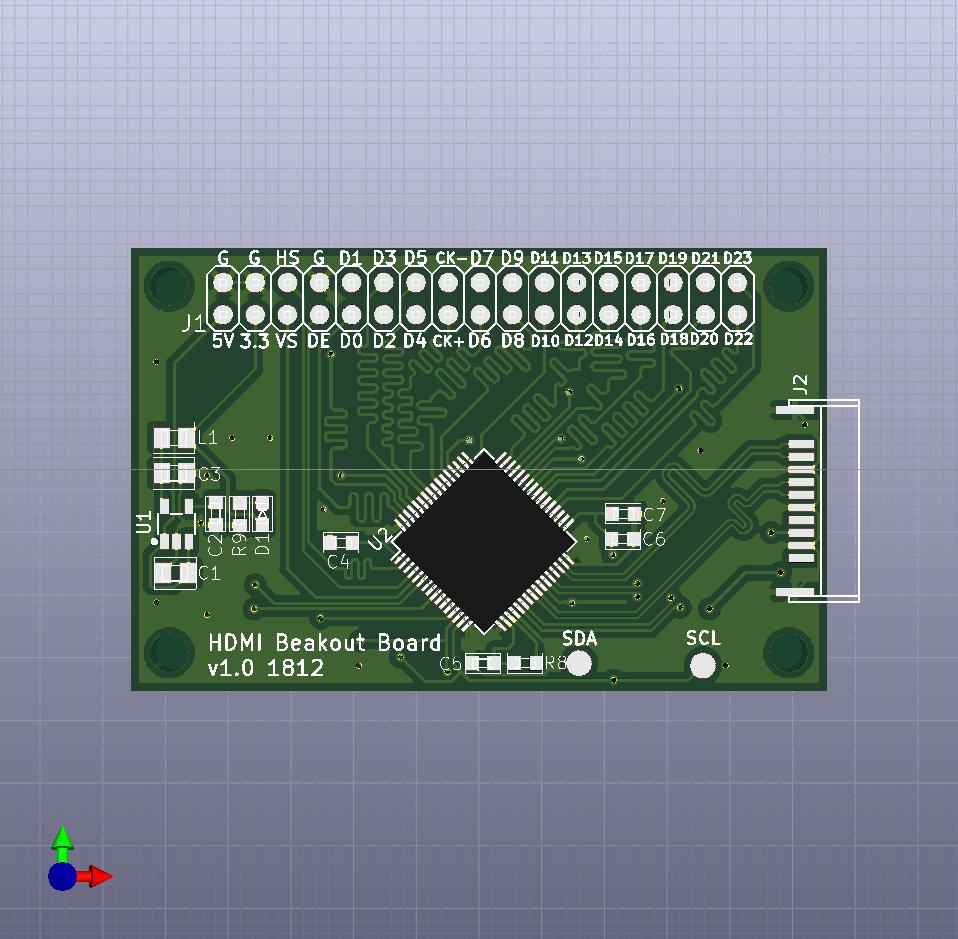 G G HS G D1 D3 D5 CK- D7 D9 D11 D13 D15 D17 D19 D21 D23
J1
5V 3.3 VS DE D0 D2 D4 CK+ D6 D8 D10 D12 D14 D16 D18 D20 D22
J2
L1
C3
U1
C2 R9 D1
C7
U2
C6
C4
C1
HDMI Beakout Board
v1.0 1812
SDA SCL
C5 R8